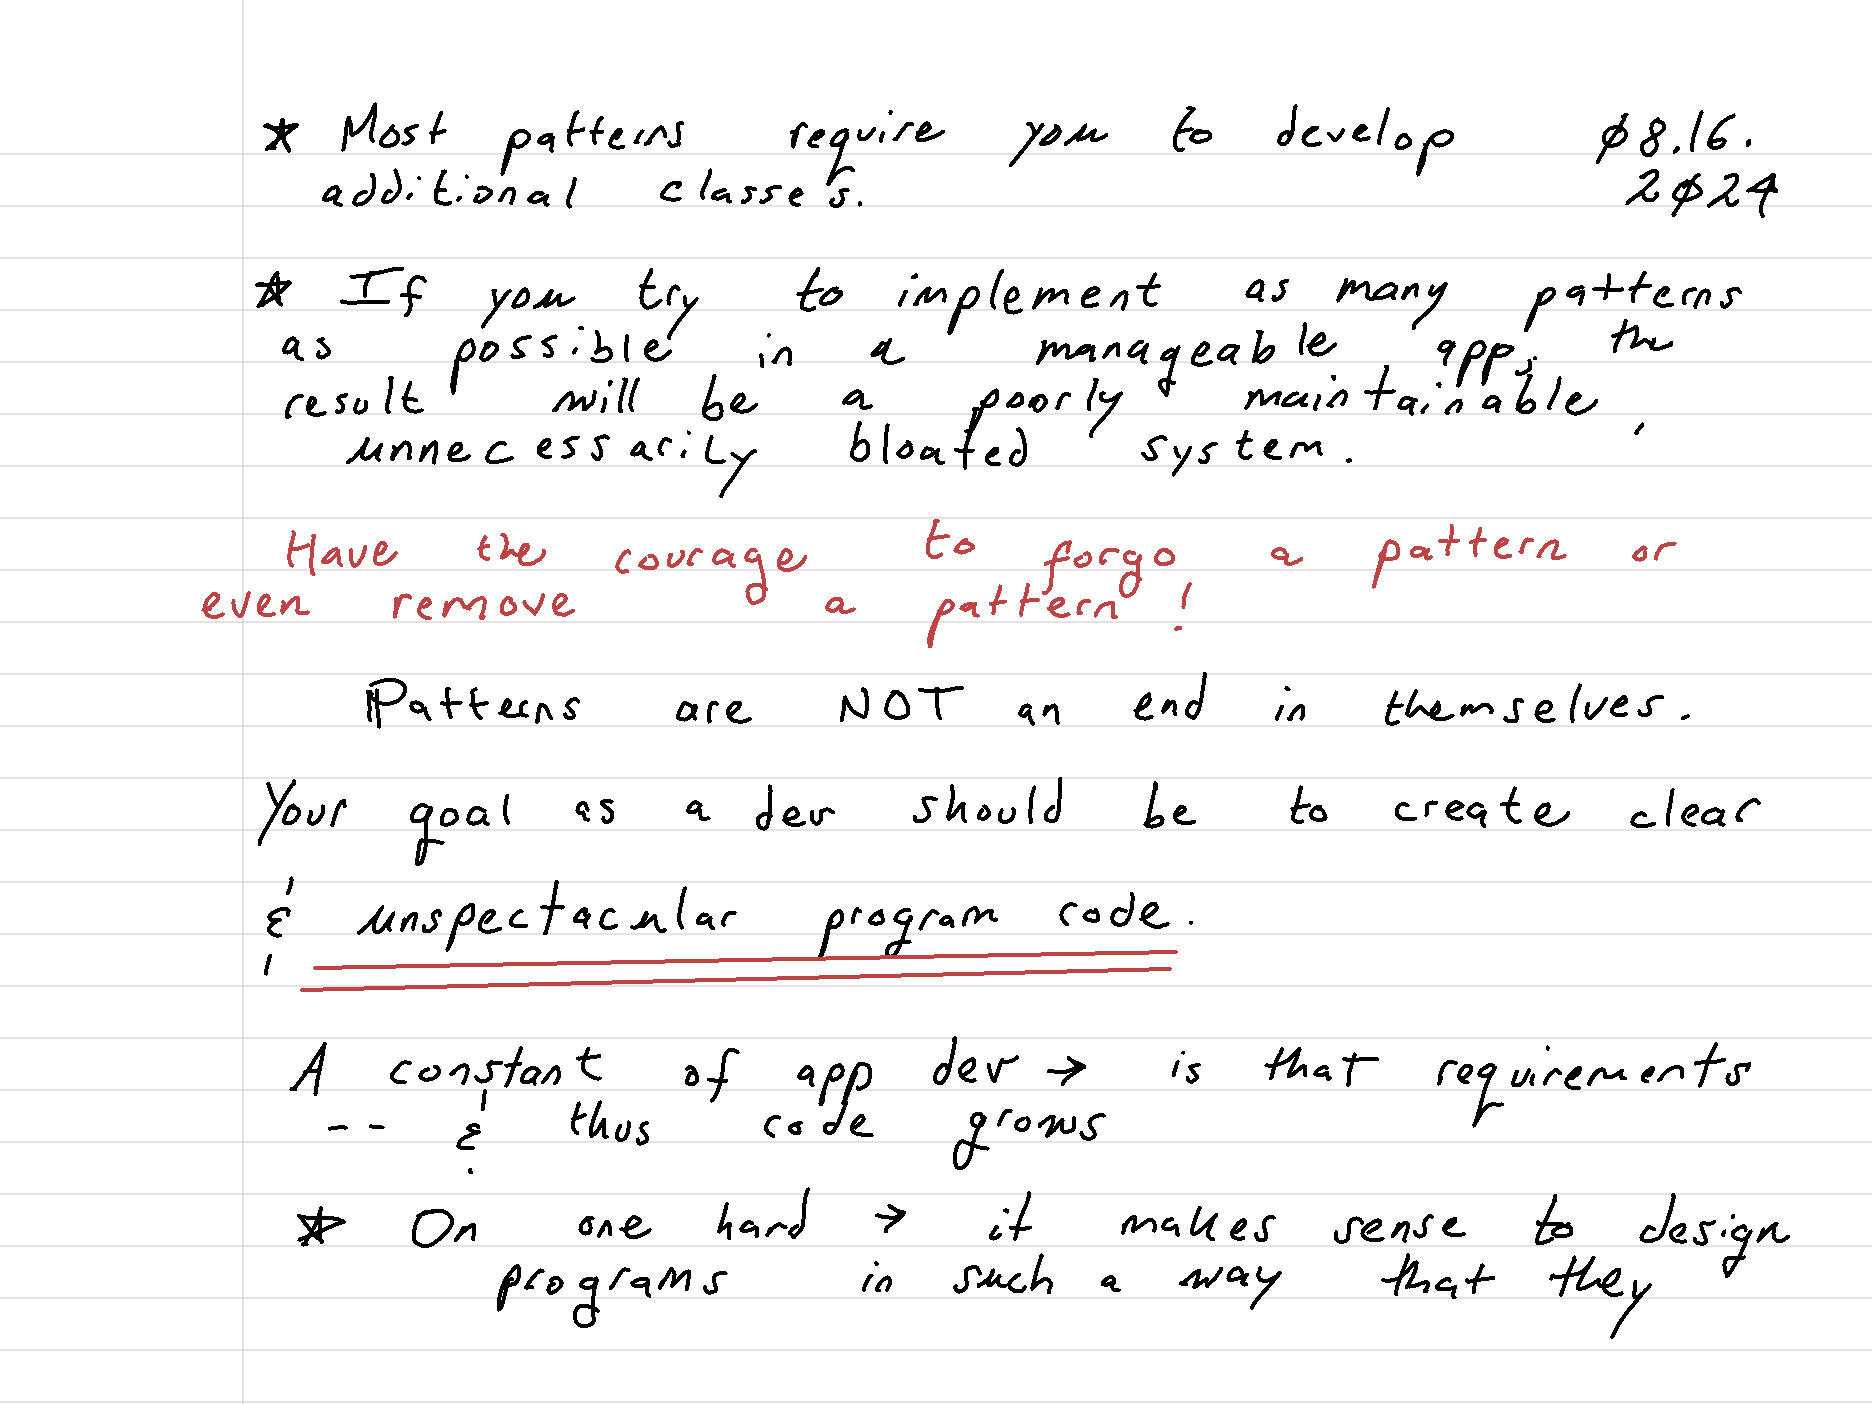 * Most patterns require you to develop ø8.16.
additional classes. 2ø24
* If you try to implement as many patterns
as possible in a manageable app, the
result will be a poorly maintainable,
unnecessarily bloated system.
Have the courage to forgo a pattern or
even remove a pattern!
Patterns are NOT an end in themselves.
Your goal as a dev should be to create clear
& unspectacular program code.
A constant of app dev → is that requirements
-- & thus code grows
* On one hand → it makes sense to design
programs in such a way that they